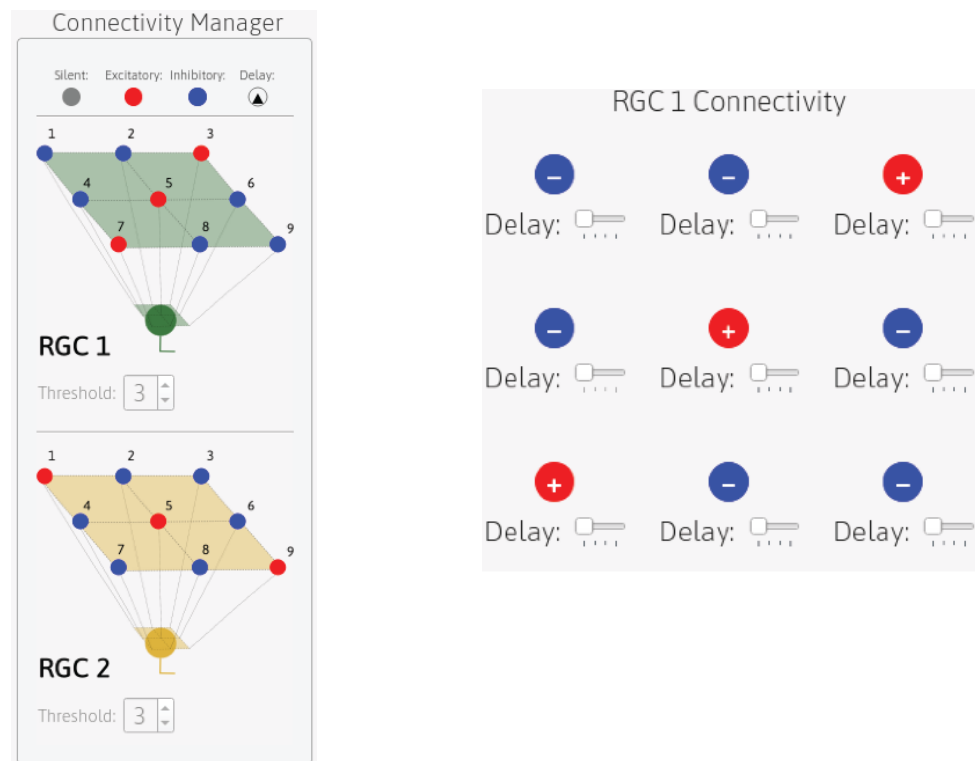 Connectivity Manager
Silent: Excitatory: Inhibitory: Delay:
1 2 3
4 5 6
7 8 9
RGC 1
Threshold: 3
1 2 3
4 5 6
7 8 9
RGC 2
Threshold: 3
RGC 1 Connectivity
− − +
Delay: Delay: Delay:
− + −
Delay: Delay: Delay:
+ − −
Delay: Delay: Delay: